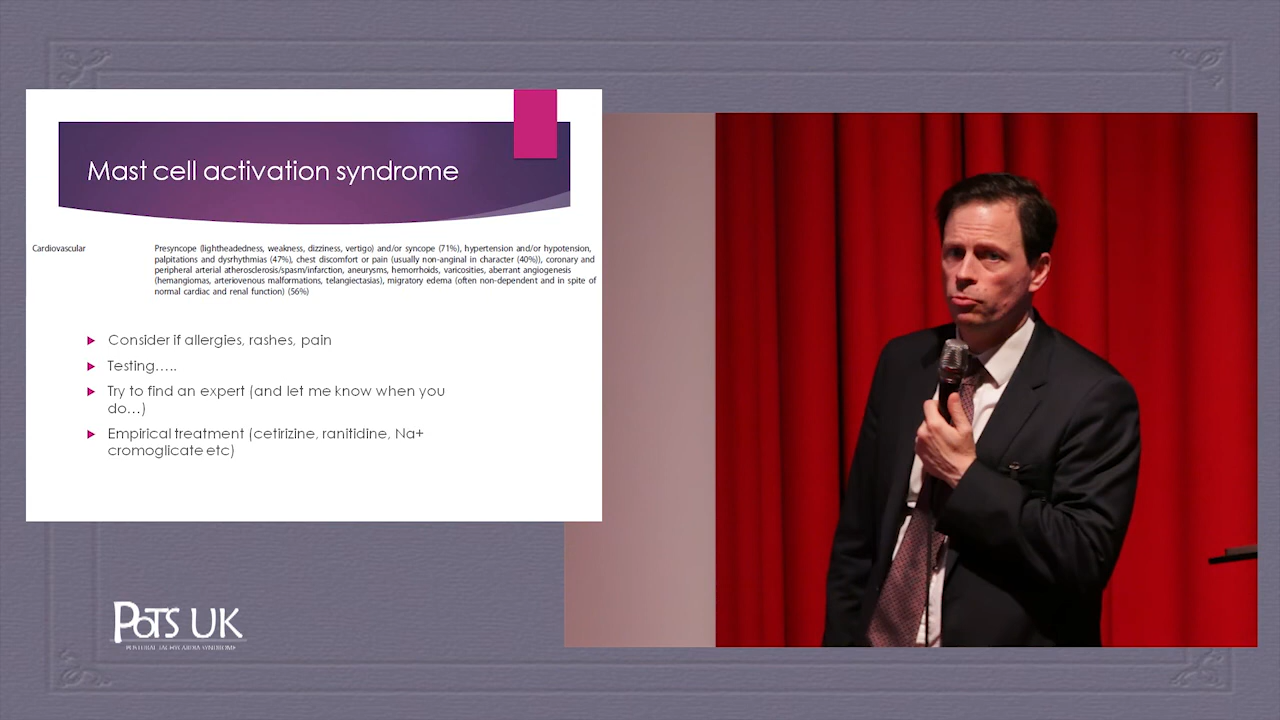 Mast cell activation syndrome
Cardiovascular
Presyncope (lightheadedness, weakness, dizziness, vertigo) and/or syncope (71%), hypertension and/or hypotension,
palpitations and dysrhythmias (47%), chest discomfort or pain (usually non-anginal in character (40%)), coronary and
peripheral arterial atherosclerosis/spasm/infarction, aneurysms, hemorrhoids, varicosities, aberrant angiogenesis
(hemangiomas, arteriovenous malformations, telangiectasias), migratory edema (often non-dependent and in spite of
normal cardiac and renal function) (56%)
Consider if allergies, rashes, pain
Testing.....
Try to find an expert (and let me know when you
do...)
Empirical treatment (cetirizine, ranitidine, Na+
cromoglicate etc)
PoTS UK
POSTURAL TACHYCARDIA SYNDROME